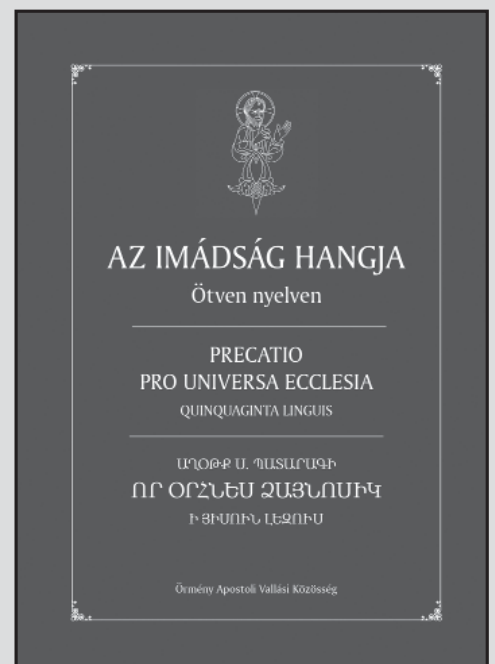 AZ IMÁDSÁG HANGJA
Ötven nyelven
PRECATIO
PRO UNIVERSA ECCLESIA
QUINQUAGINTA LINGUIS
ԱՂՕԹՔ Ս. ՊԱՏԱՐԱԳԻ
ՈՐ ՕՐՀՆԵՍ ԶԱՅՆՈՍԻԿ
Ի ՅԻՍՈՒՆ ԼԵԶՈՒՍ
Örmény Apostoli Vallási Közösség